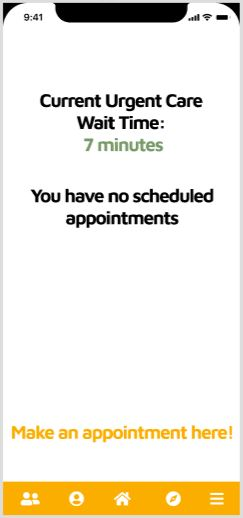 9:41
Current Urgent Care
Wait Time:
7 minutes
You have no scheduled
appointments
Make an appointment here!